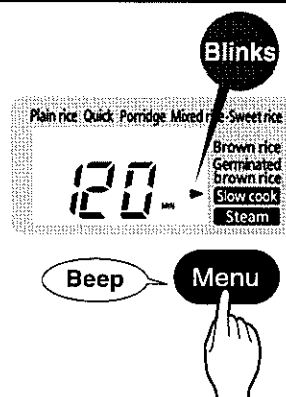 Blinks
Plain rice Quick Porridge Mixed rice·Sweet rice
Brown rice
Germinated
brown rice
120 MIN
Slow cook
Steam
Beep
Menu